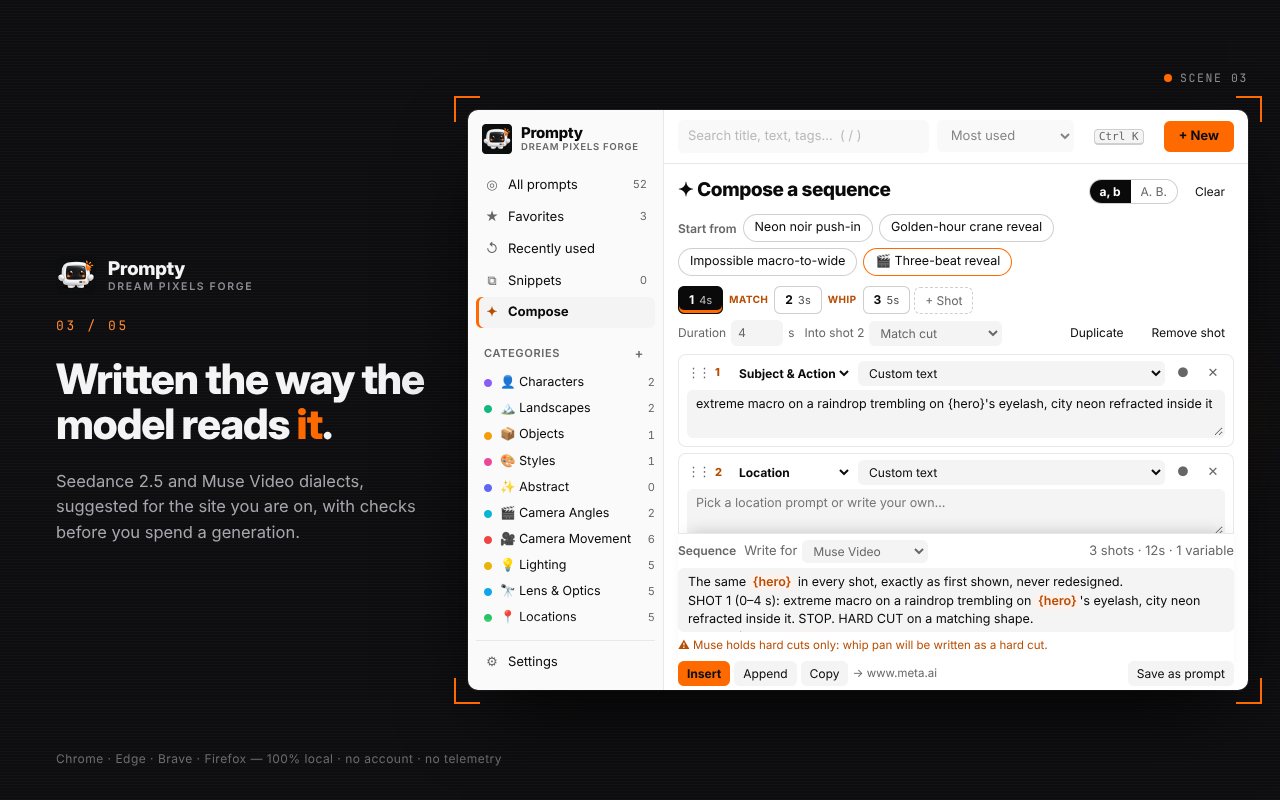 SCENE 03
Prompty
DREAM PIXELS FORGE
03 / 05
Written the way the
model reads it.
Seedance 2.5 and Muse Video dialects,
suggested for the site you are on, with checks
before you spend a generation.
Chrome · Edge · Brave · Firefox — 100% local · no account · no telemetry
Prompty
DREAM PIXELS FORGE
All prompts 52
Favorites 3
Recently used
Snippets 0
Compose
CATEGORIES +
Characters 2
Landscapes 2
Objects 1
Styles 1
Abstract 0
Camera Angles 2
Camera Movement 6
Lighting 5
Lens & Optics 5
Locations 5
Settings
Search title, text, tags... ( / ) Most used Ctrl K + New
Compose a sequence a, b A. B. Clear
Start from Neon noir push-in Golden-hour crane reveal
Impossible macro-to-wide 🎬 Three-beat reveal
1 4s MATCH 2 3s WHIP 3 5s + Shot
Duration 4 s Into shot 2 Match cut Duplicate Remove shot
1 Subject & Action Custom text
extreme macro on a raindrop trembling on {hero}'s eyelash, city neon refracted inside it
2 Location Custom text
Pick a location prompt or write your own...
Sequence Write for Muse Video 3 shots · 12s · 1 variable
The same {hero} in every shot, exactly as first shown, never redesigned.
SHOT 1 (0–4 s): extreme macro on a raindrop trembling on {hero} 's eyelash, city neon
refracted inside it. STOP. HARD CUT on a matching shape.
⚠ Muse holds hard cuts only: whip pan will be written as a hard cut.
Insert Append Copy → www.meta.ai Save as prompt